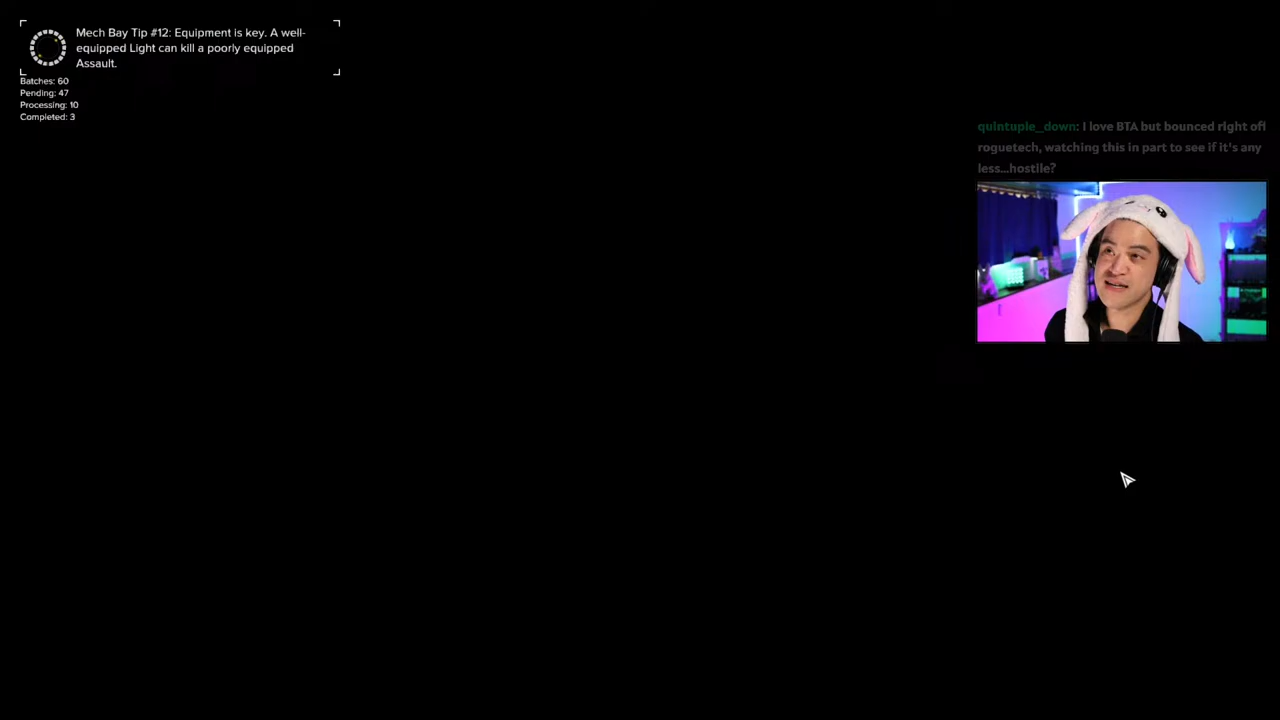 Mech Bay Tip #12: Equipment is key. A well-
equipped Light can kill a poorly equipped
Assault.
Batches: 60
Pending: 47
Processing: 10
Completed: 3
quintuple_down: I love BTA but bounced right off
roguetech, watching this in part to see if it's any
less...hostile?